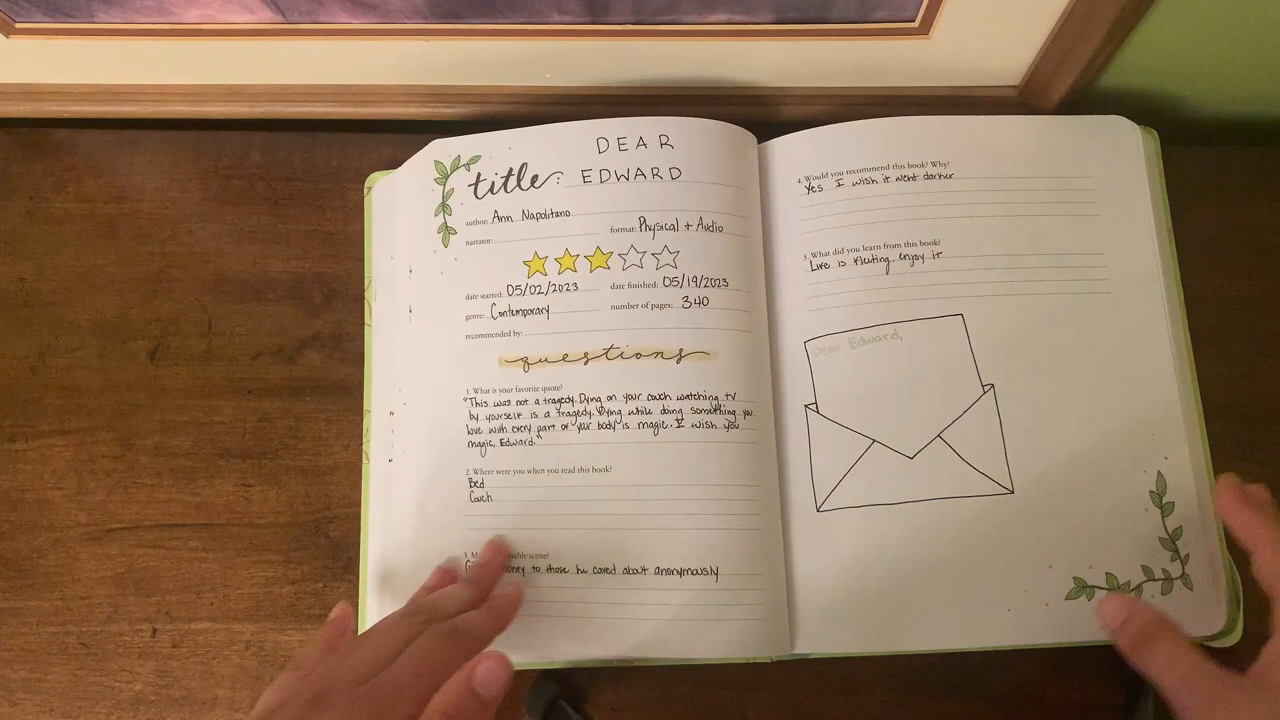 DEAR
title: EDWARD
author: Ann Napolitano
narrator: format: Physical + Audio
date started: 05/02/2023 date finished: 05/19/2023
genre: Contemporary number of pages: 340
recommended by:
questions
1. What is your favorite quote?
"This was not a tragedy. Dying on your couch watching tv
by yourself is a tragedy. Dying while doing something you
love with every part of your body is magic. I wish you
magic, Edward."
2. Where were you when you read this book?
Bed
Couch
3. scene?
money to those he cared about anonymously
4. Would you recommend this book? Why?
Yes I wish it went darker
5. What did you learn from this book?
Life is fleeting. enjoy it
Dear Edward,